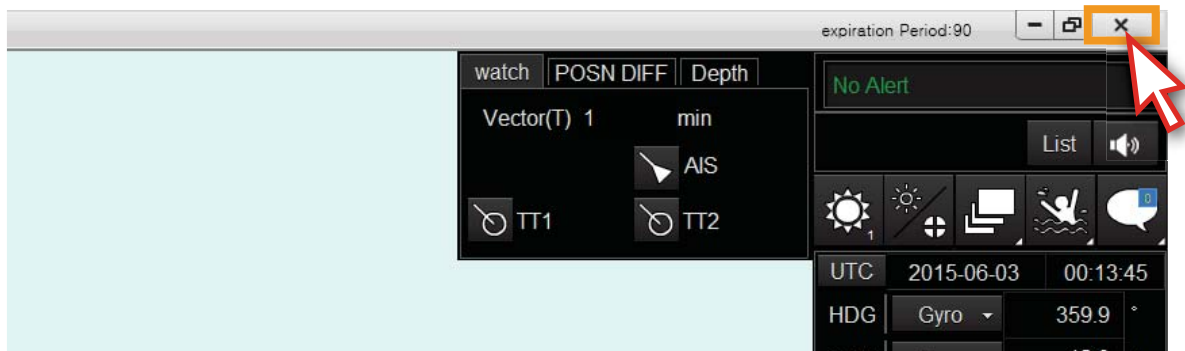 expiration Period:90
watch POSN DIFF Depth
Vector(T) 1 min
AIS
TT1 TT2
No Alert
List
1
0
UTC 2015-06-03 00:13:45
HDG Gyro 359.9 °